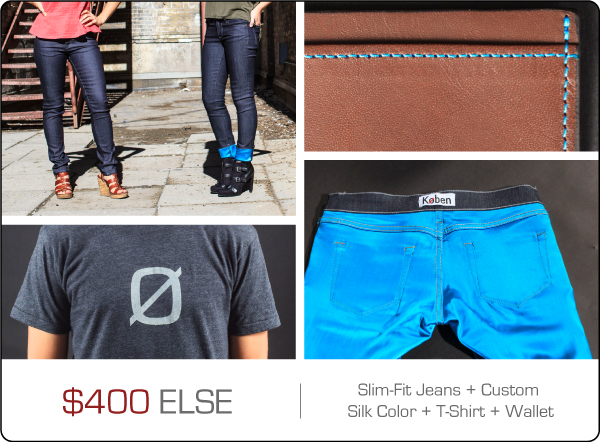 Køben
Ø
$400 ELSE
Slim-Fit Jeans + Custom
Silk Color + T-Shirt + Wallet